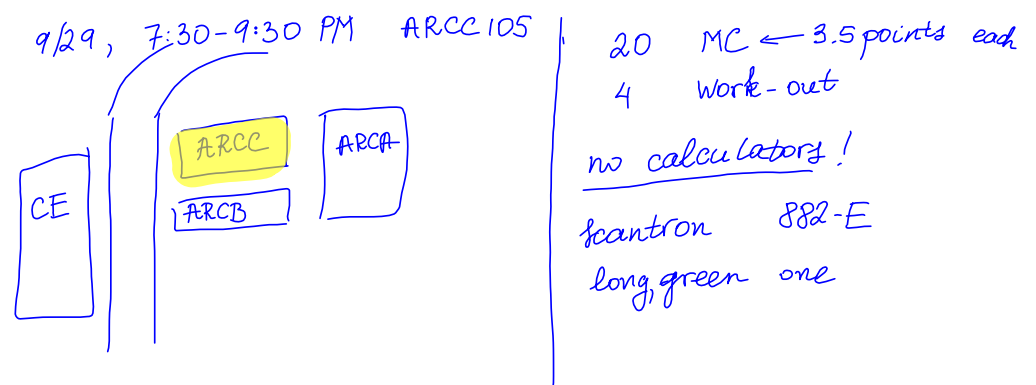 9/29, 7:30-9:30 PM ARCC 105
ARCC
ARCA
CE
ARCB
20 MC ← 3.5 points each
4 Work-out
no calculators!
Scantron 882-E
long, green one